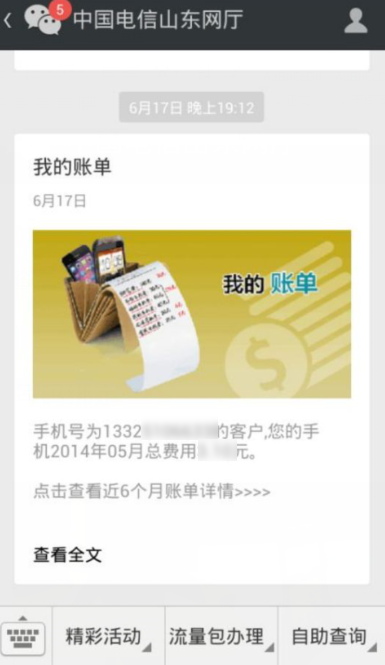 5
中国电信山东网厅
6月17日 晚上19:12
我的账单
6月17日
我的 账单
手机号为1332 的客户,您的手
机2014年05月总费用 元。
点击查看近6个月账单详情>>>>
查看全文
精彩活动
流量包办理
自助查询